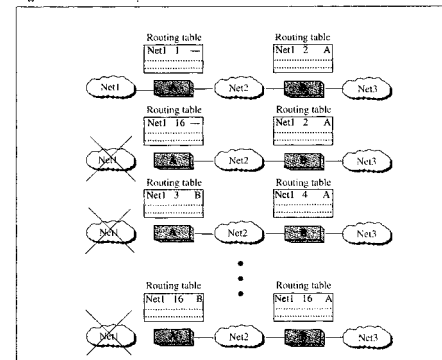 Routing table Routing table
Net1 1 — Net1 2 A
Net1 A Net2 B Net3
Routing table Routing table
Net1 16 — Net1 2 A
Net1 A Net2 B Net3
Routing table Routing table
Net1 3 B Net1 4 A
Net1 A Net2 B Net3
Routing table Routing table
Net1 16 B Net1 16 A
Net1 A Net2 Net3